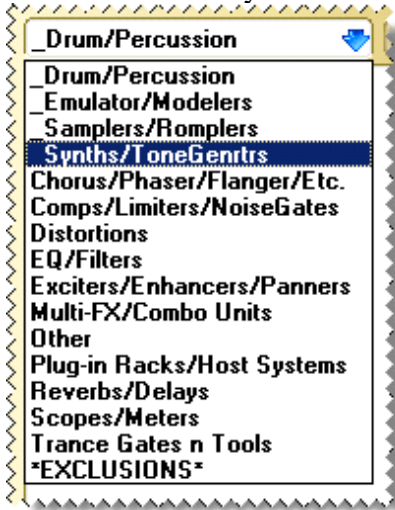 _Drum/Percussion
_Drum/Percussion
_Emulator/Modelers
_Samplers/Romplers
_Synths/ToneGenrtrs
Chorus/Phaser/Flanger/Etc.
Comps/Limiters/NoiseGates
Distortions
EQ/Filters
Exciters/Enhancers/Panners
Multi-FX/Combo Units
Other
Plug-in Racks/Host Systems
Reverbs/Delays
Scopes/Meters
Trance Gates n Tools
*EXCLUSIONS*